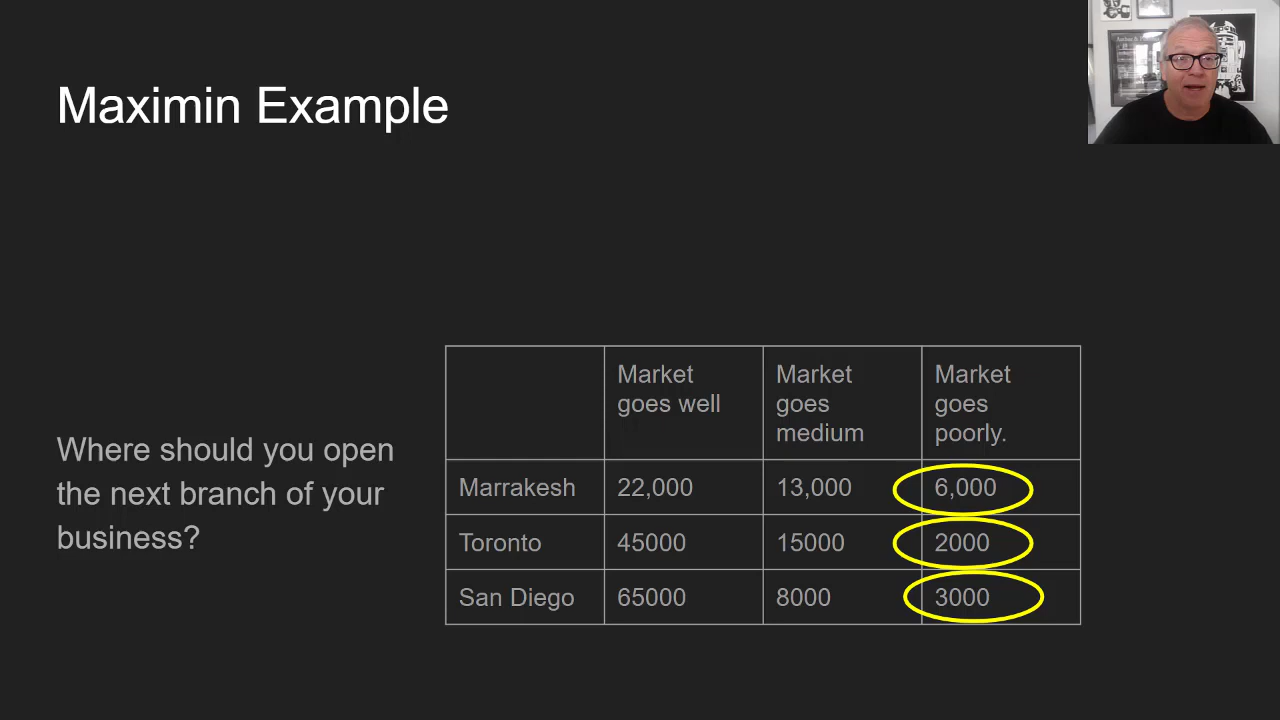 Maximin Example
Where should you open
the next branch of your
business?
Market
goes well
Market
goes
medium
Market
goes
poorly.
Marrakesh 22,000 13,000 6,000
Toronto 45000 15000 2000
San Diego 65000 8000 3000